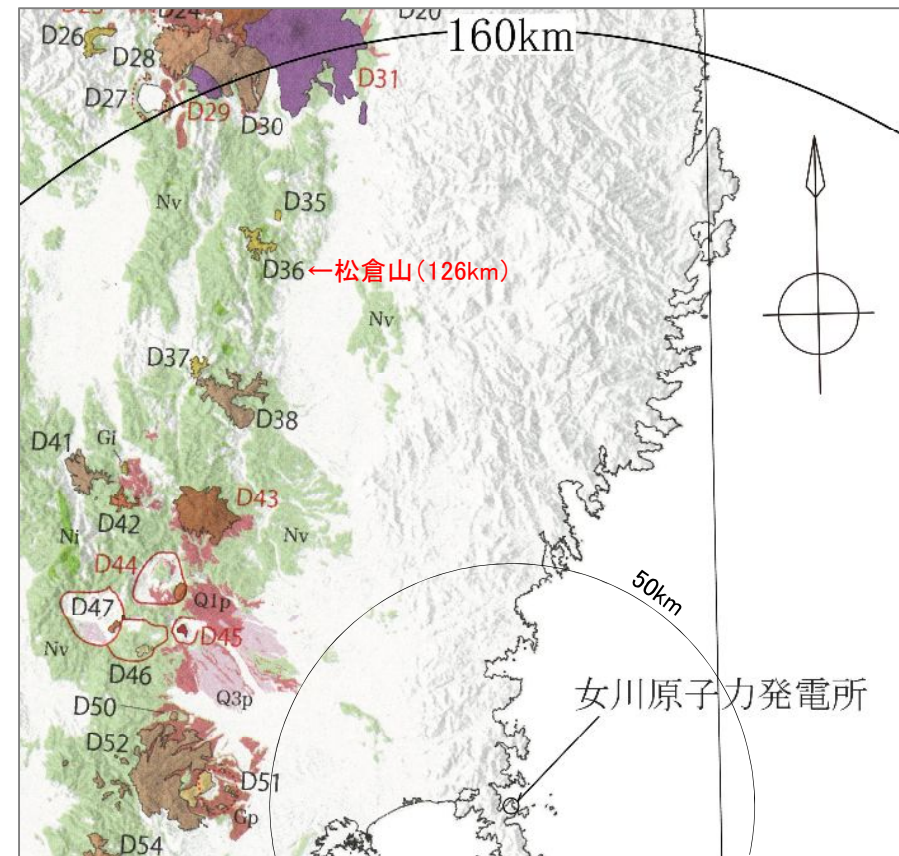 D20
D26
D28
160km
D27
D29
D30
D31
Nv
D35
D36←松倉山(126km)
Nv
D37
D38
D41
Gi
D42
D43
Ni
Nv
D44
50km
Q1p
D47
D45
Nv
D46
Q3p
女川原子力発電所
D50
D52
D51
Gp
D54